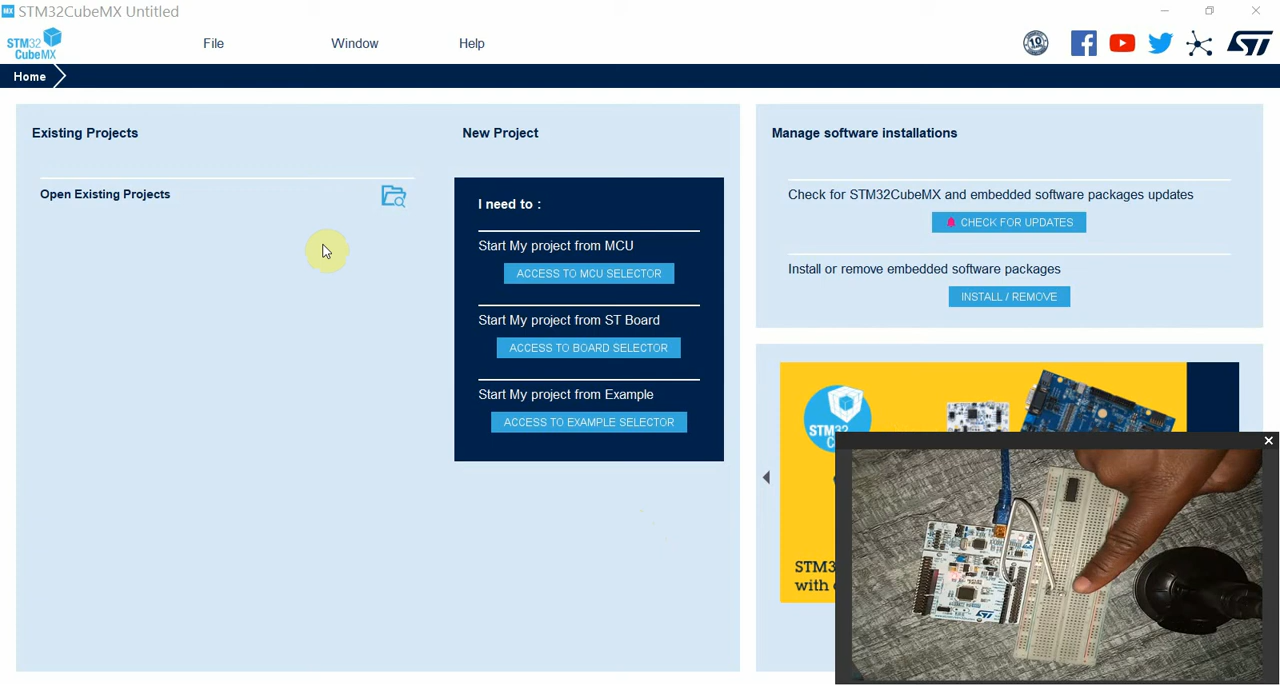 MX STM32CubeMX Untitled
STM32
CubeMX
File
Window
Help
10
Home
Existing Projects
Open Existing Projects
New Project
I need to :
Start My project from MCU
ACCESS TO MCU SELECTOR
Start My project from ST Board
ACCESS TO BOARD SELECTOR
Start My project from Example
ACCESS TO EXAMPLE SELECTOR
Manage software installations
Check for STM32CubeMX and embedded software packages updates
CHECK FOR UPDATES
Install or remove embedded software packages
INSTALL / REMOVE